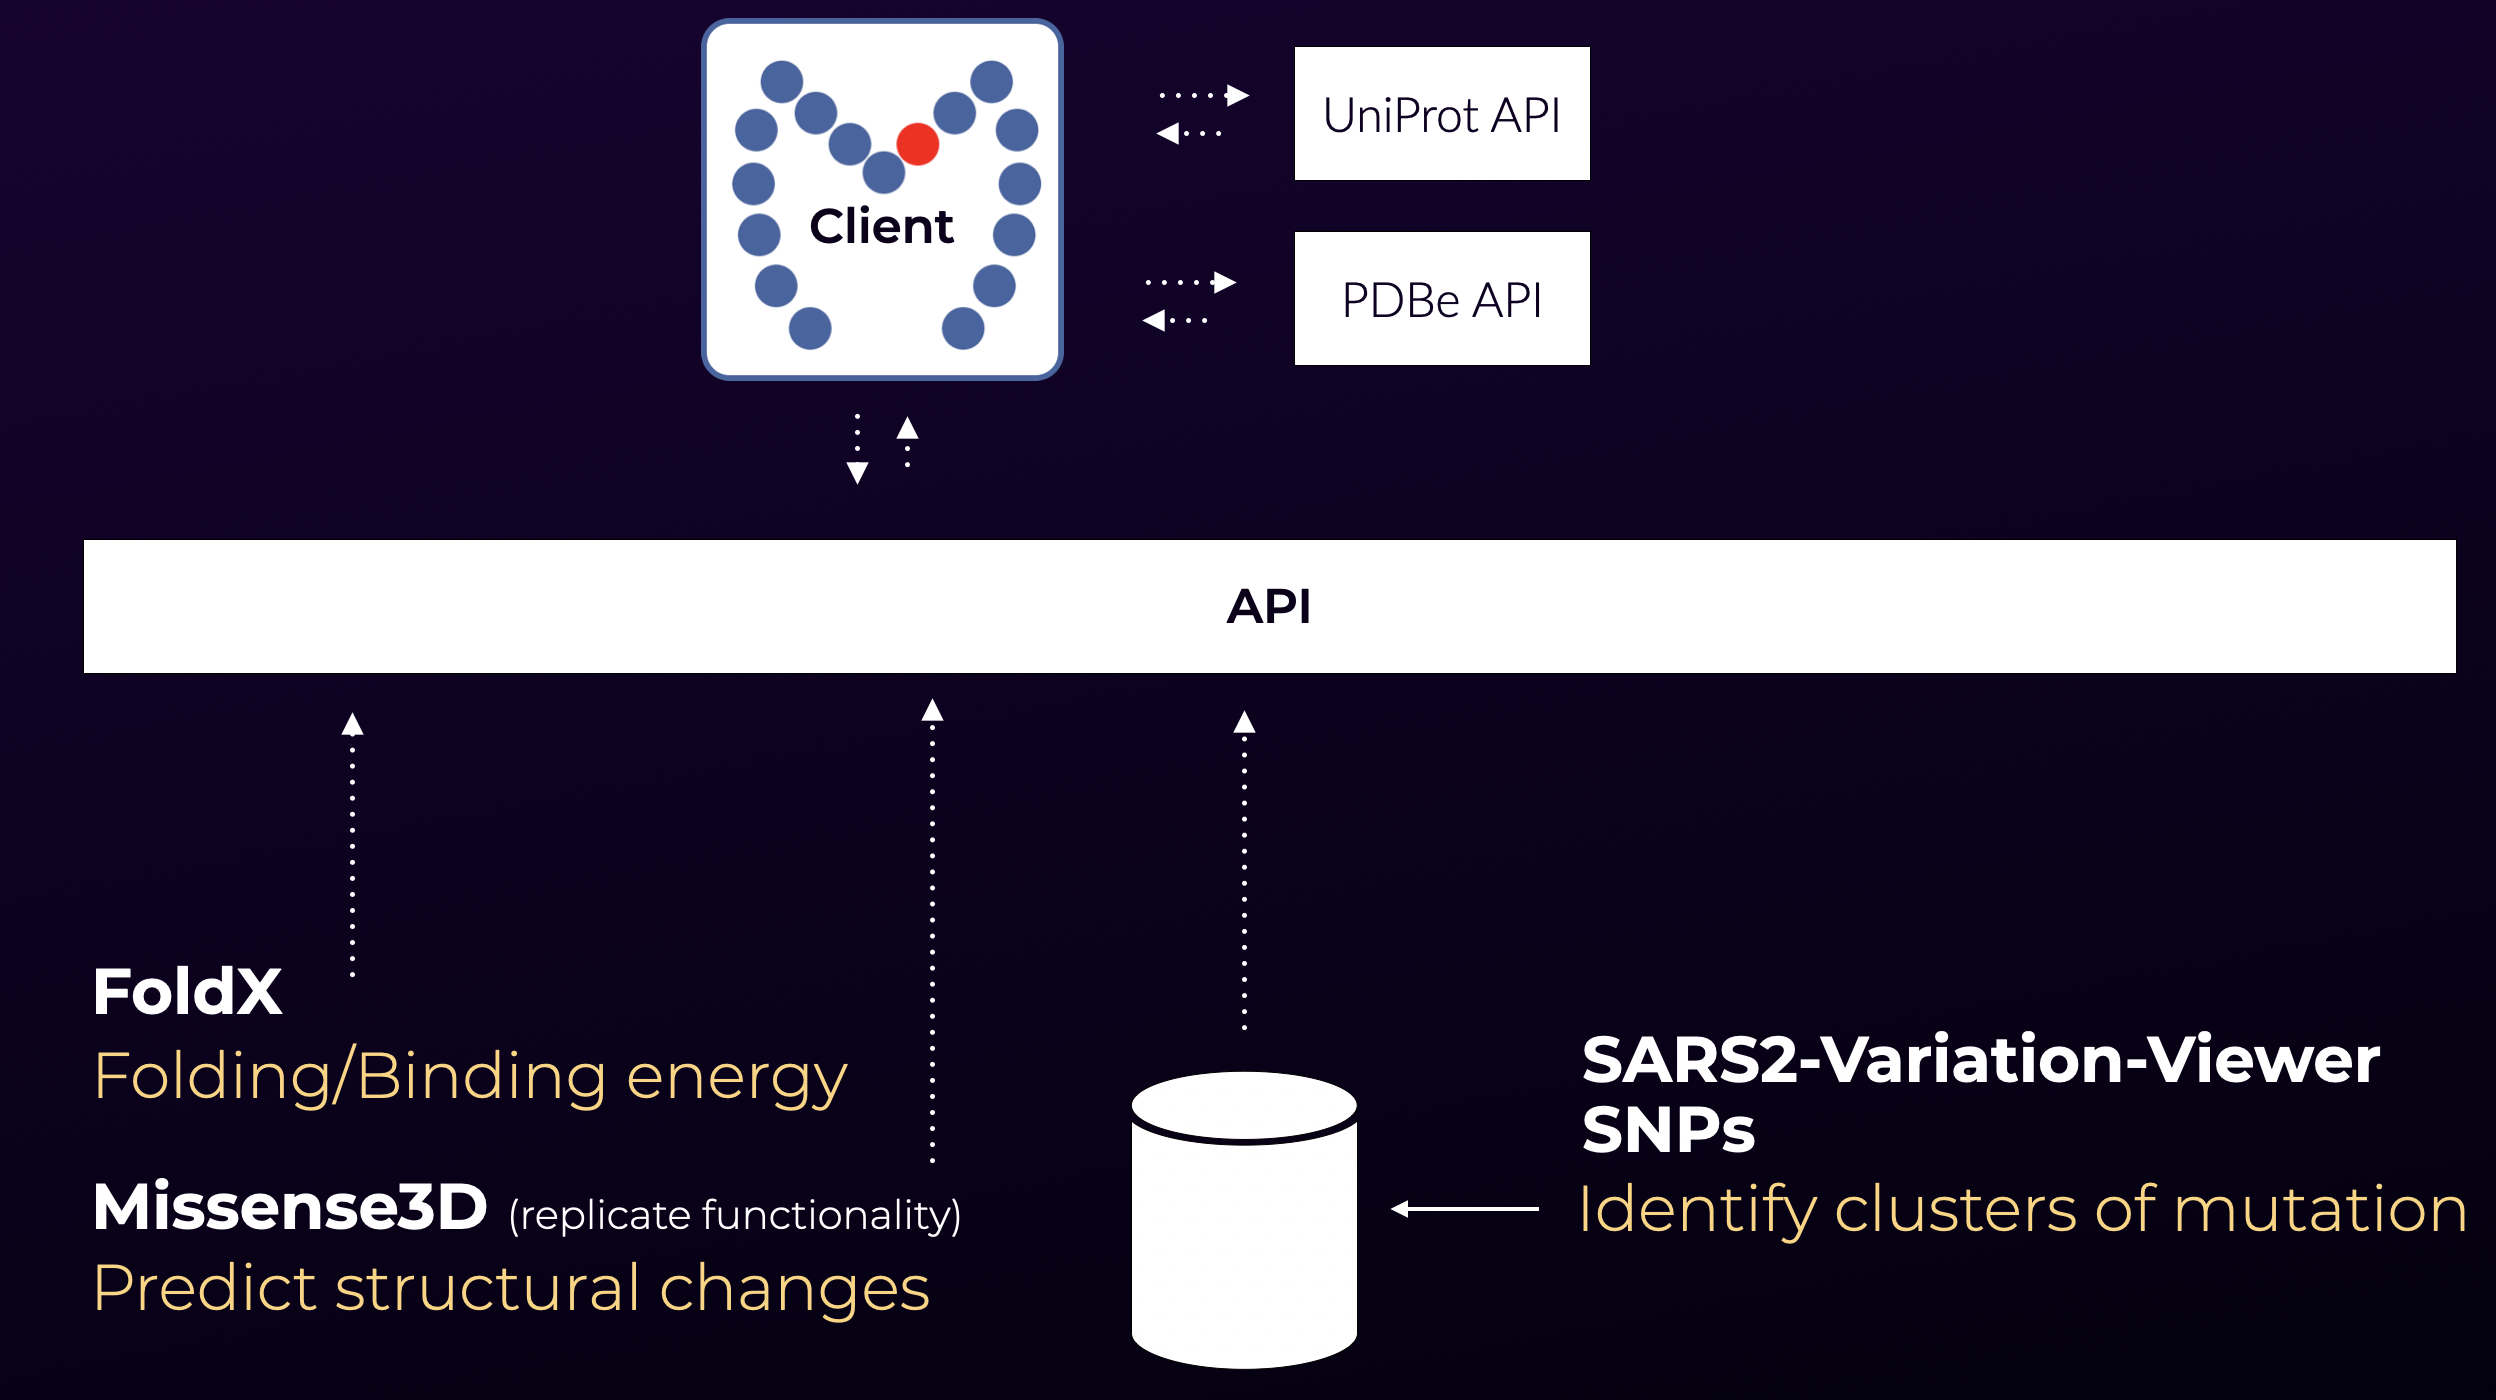 UniProt API
Client
PDBe API
API
FoldX
Folding/Binding energy
Missense3D (replicate functionality)
Predict structural changes
SARS2-Variation-Viewer
SNPs
Identify clusters of mutation